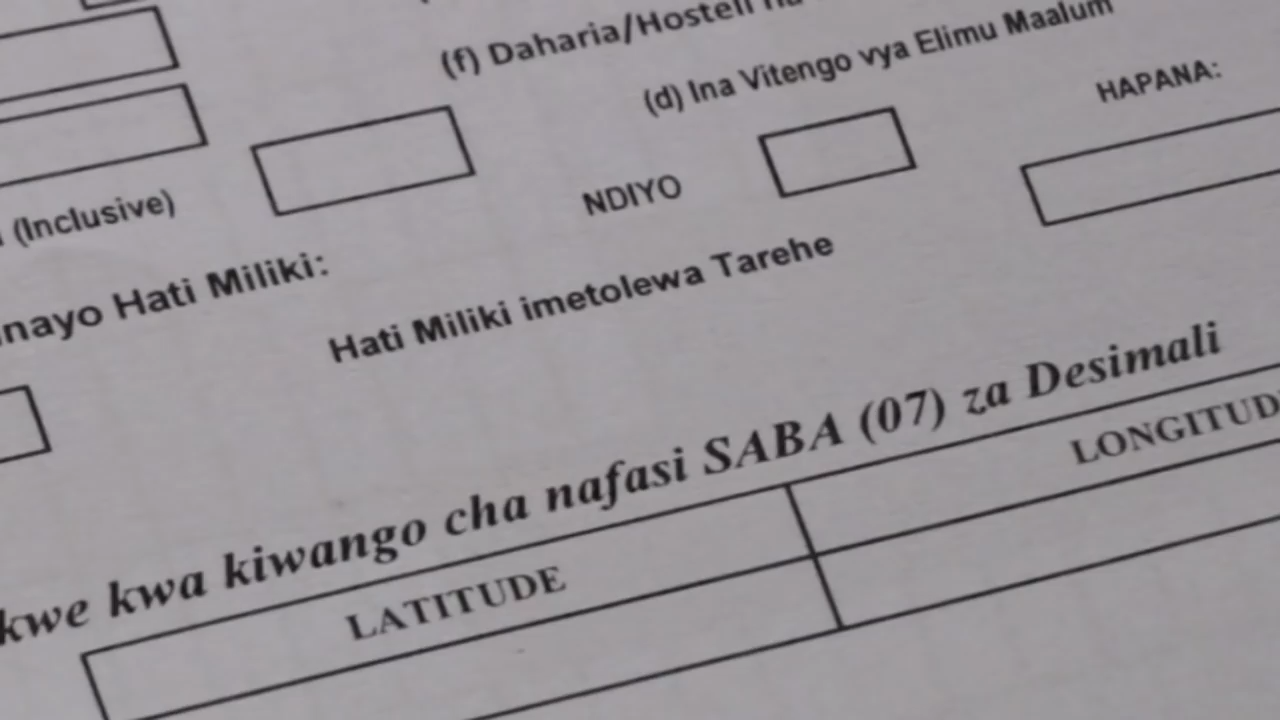 (f) Daharia/Hosteli
(d) Ina Vitengo vya Elimu Maalum
HAPANA:
(Inclusive)
NDIYO
nayo Hati Miliki:
Hati Miliki imetolewa Tarehe
kwe kwa kiwango cha nafasi SABA (07) za Desimali
LATITUDE
LONGITUD